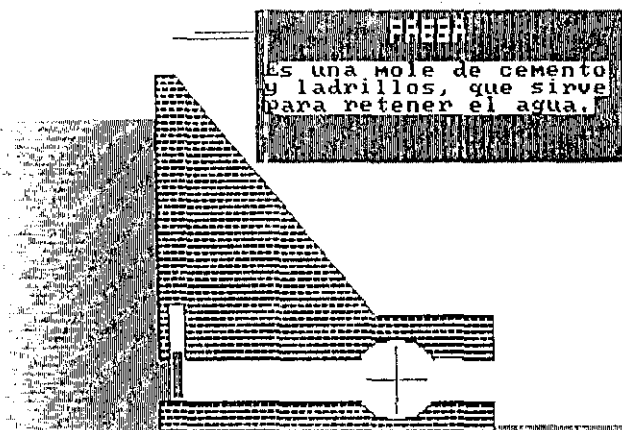 PRESA
Es una mole de cemento
y ladrillos, que sirve
para retener el agua.